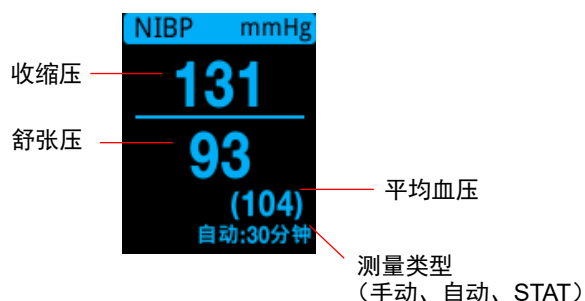 NIBP mmHg
收缩压
131
舒张压
93
(104)
平均血压
自动:30分钟
测量类型
（手动、自动、STAT）